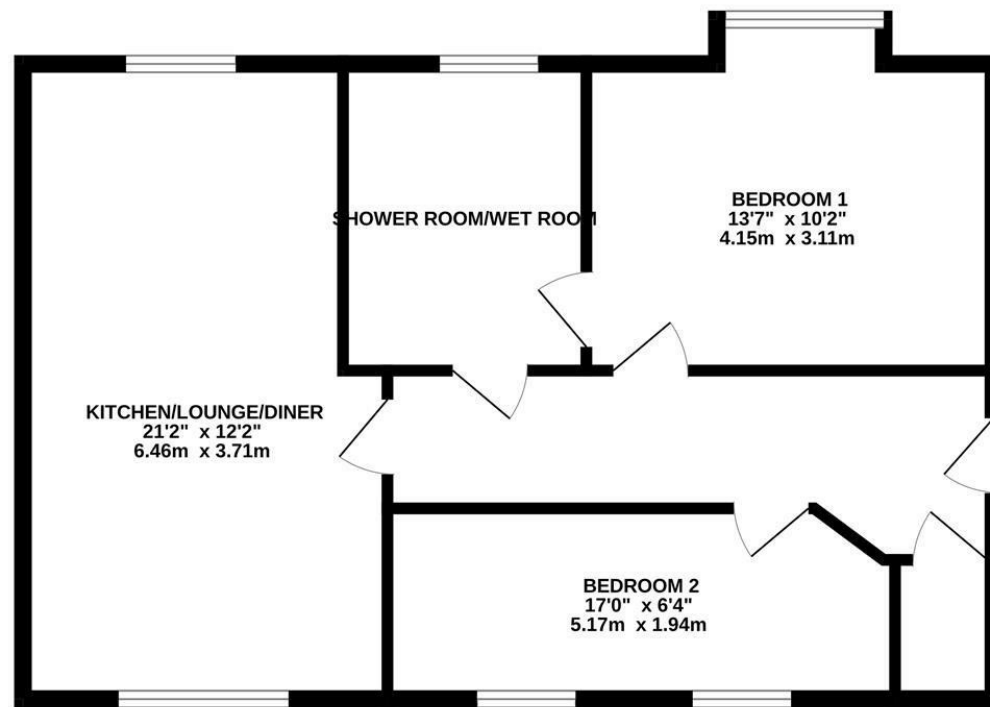 BEDROOM 1
13'7" x 10'2"
4.15m x 3.11m
SHOWER ROOM/WET ROOM
KITCHEN/LOUNGE/DINER
21'2" x 12'2"
6.46m x 3.71m
BEDROOM 2
17'0" x 6'4"
5.17m x 1.94m